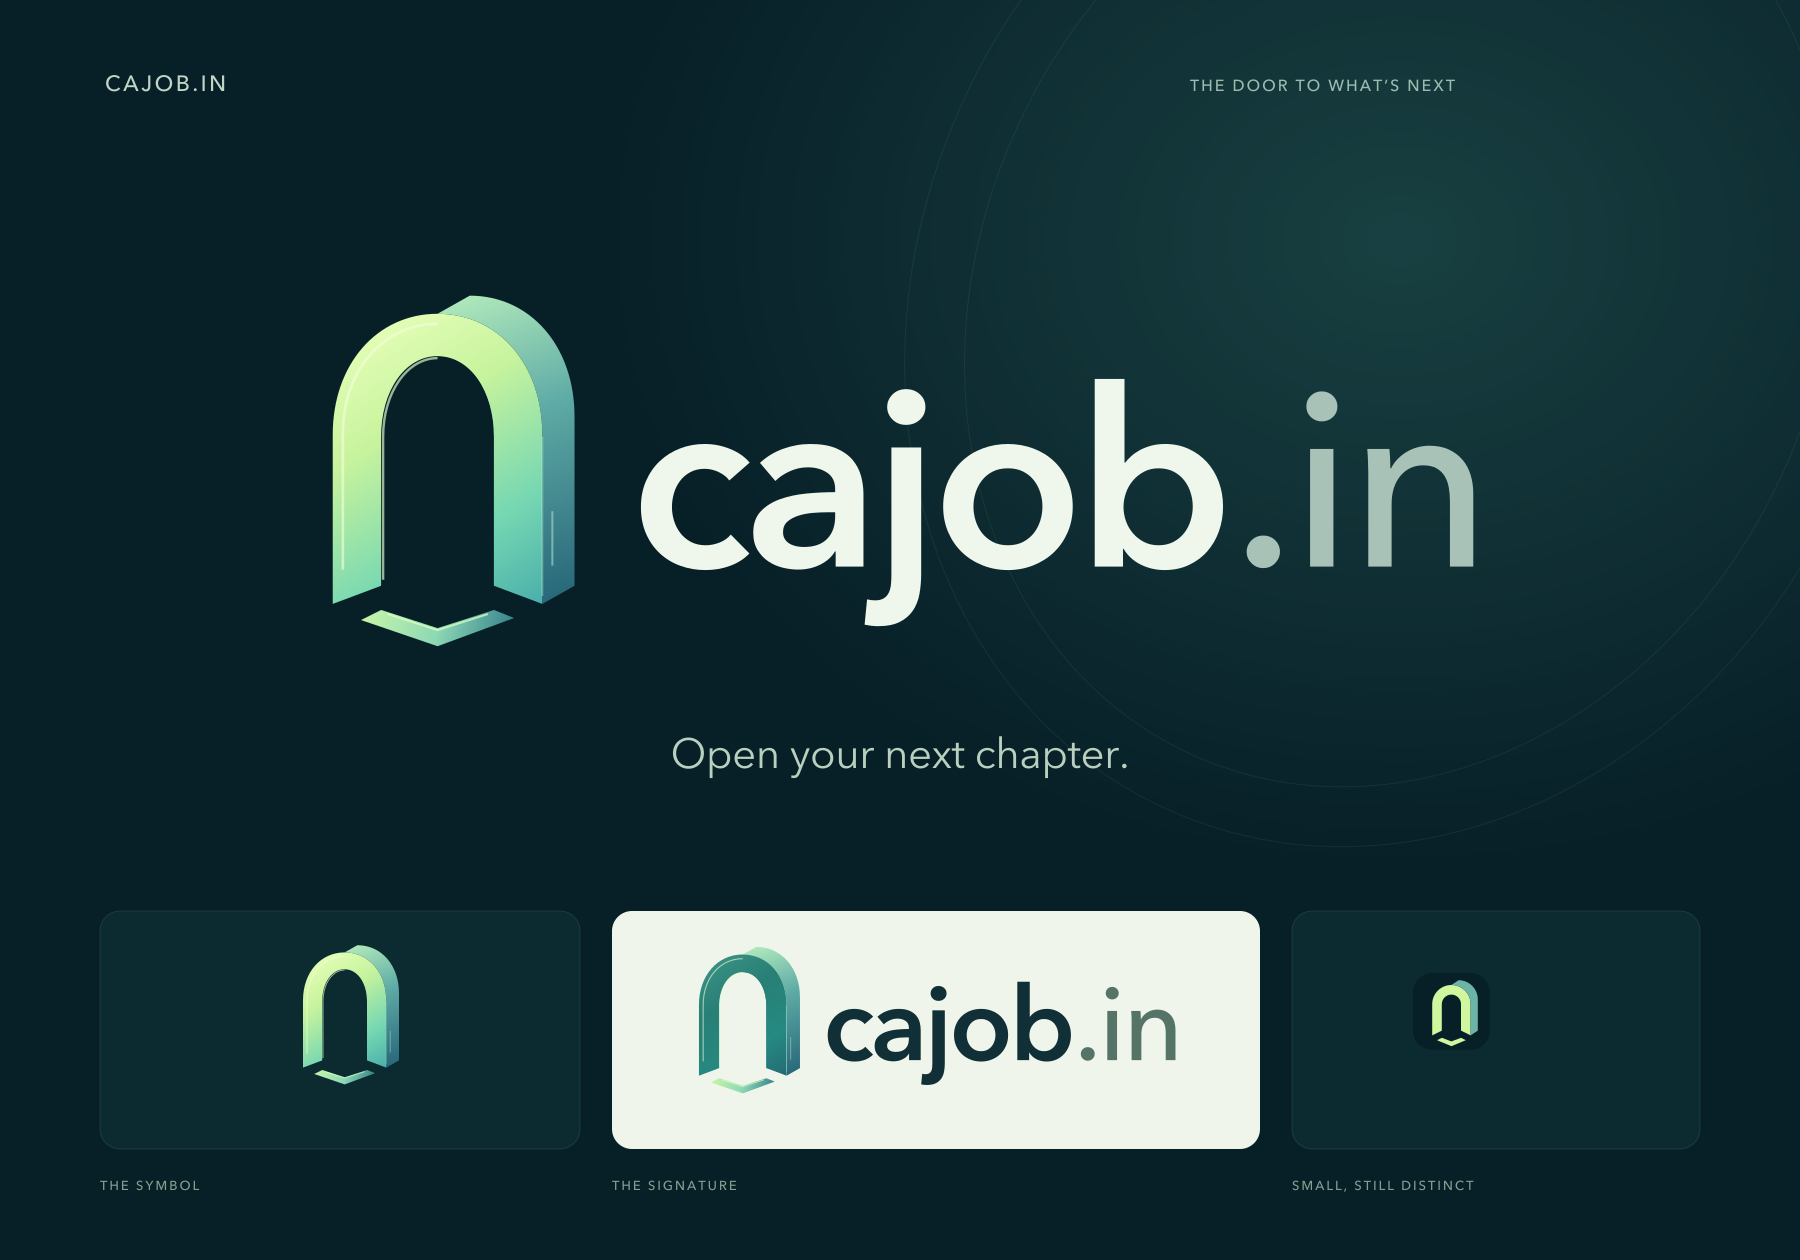 CAJOB.IN
THE DOOR TO WHAT’S NEXT
cajob.in
Open your next chapter.
cajob.in
THE SYMBOL
THE SIGNATURE
SMALL, STILL DISTINCT